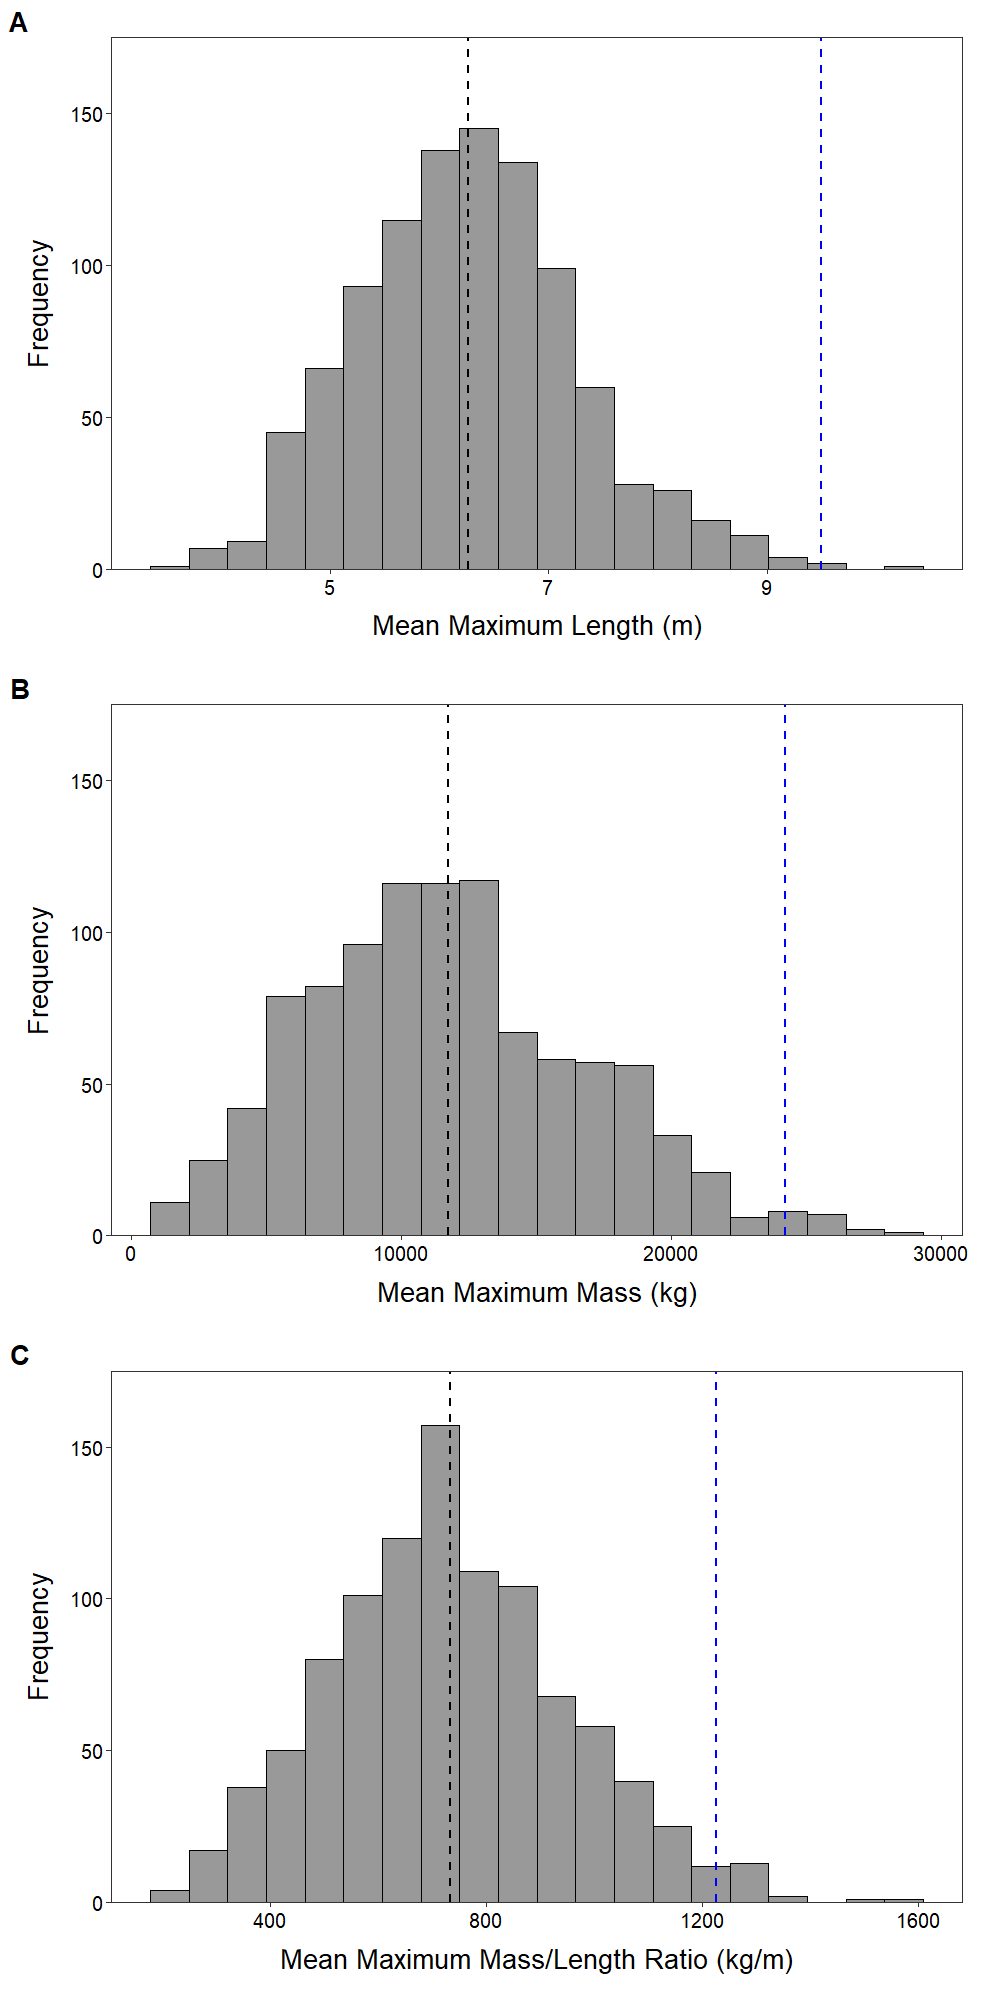 A
150
100
50
0
Frequency
5 7 9
Mean Maximum Length (m)
B
150
100
50
0
Frequency
0 10000 20000 30000
Mean Maximum Mass (kg)
C
150
100
50
0
Frequency
400 800 1200 1600
Mean Maximum Mass/Length Ratio (kg/m)